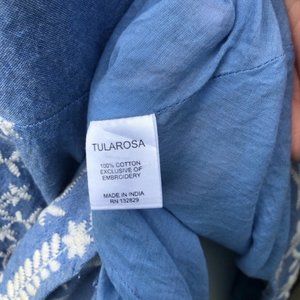 TULAROSA
100% COTTON
EXCLUSIVE OF
EMBROIDERY
MADE IN INDIA
RN 132829